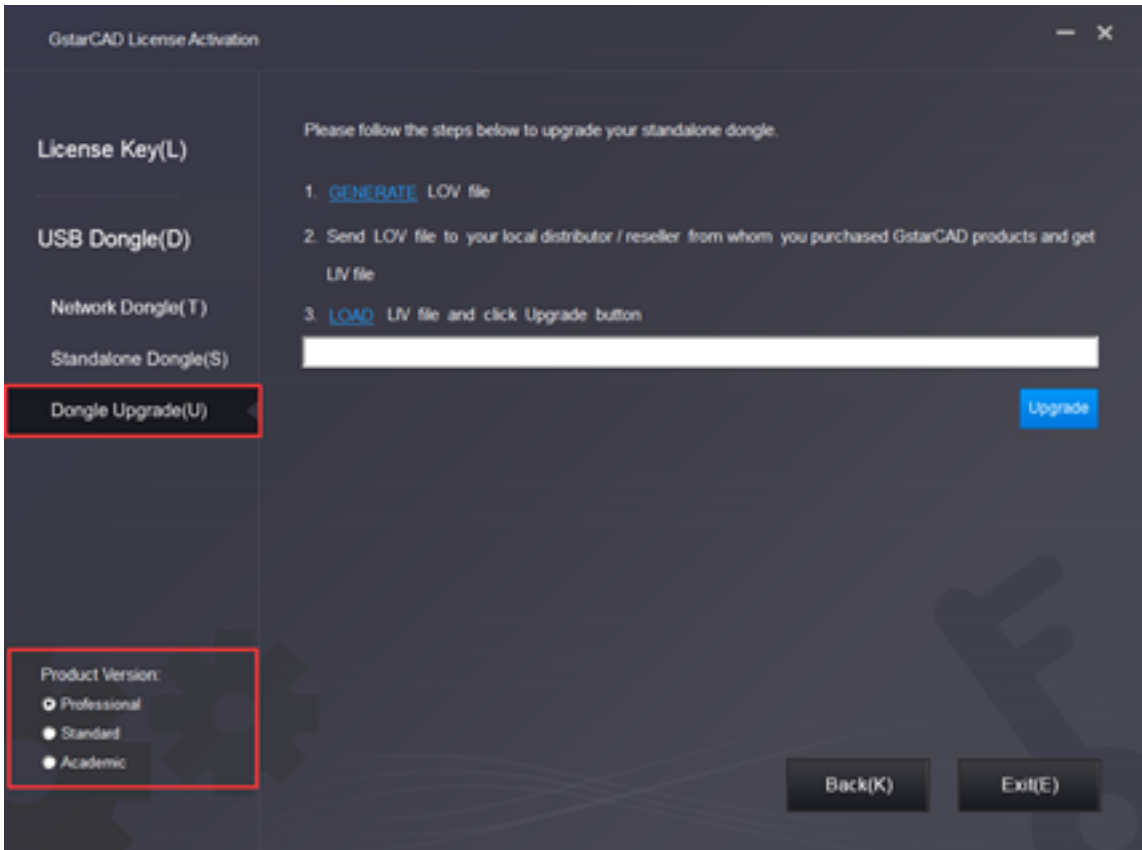 GstarCAD License Activation
License Key(L)
USB Dongle(D)
Network Dongle(T)
Standalone Dongle(S)
Dongle Upgrade(U)
Please follow the steps below to upgrade your standalone dongle.
1. GENERATE LOV file
2. Send LOV file to your local distributor / reseller from whom you purchased GstarCAD products and get
LIV file
3. LOAD LIV file and click Upgrade button
Upgrade
Product Version:
Professional
Standard
Academic
Back(K)
Exit(E)